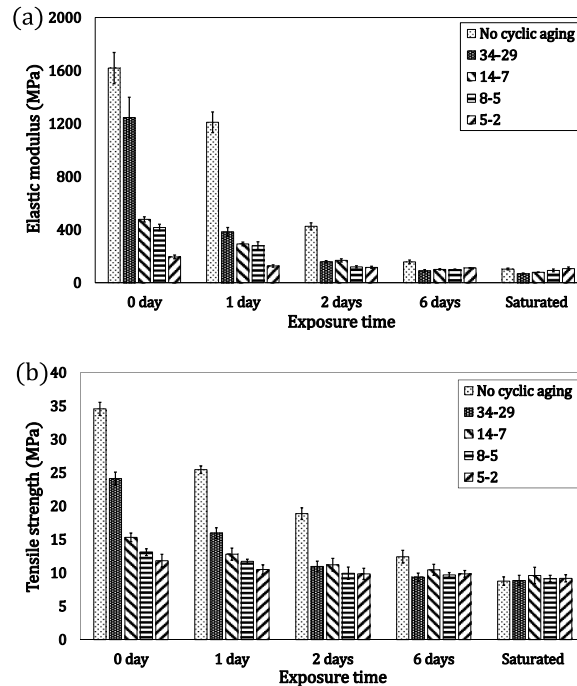 (a)
2000
1600
1200
800
400
0
Elastic modulus (MPa)
No cyclic aging
34-29
14-7
8-5
5-2
0 day 1 day 2 days 6 days Saturated
Exposure time
(b)
40
35
30
25
20
15
10
5
0
Tensile strength (MPa)
No cyclic aging
34-29
14-7
8-5
5-2
0 day 1 day 2 days 6 days Saturated
Exposure time